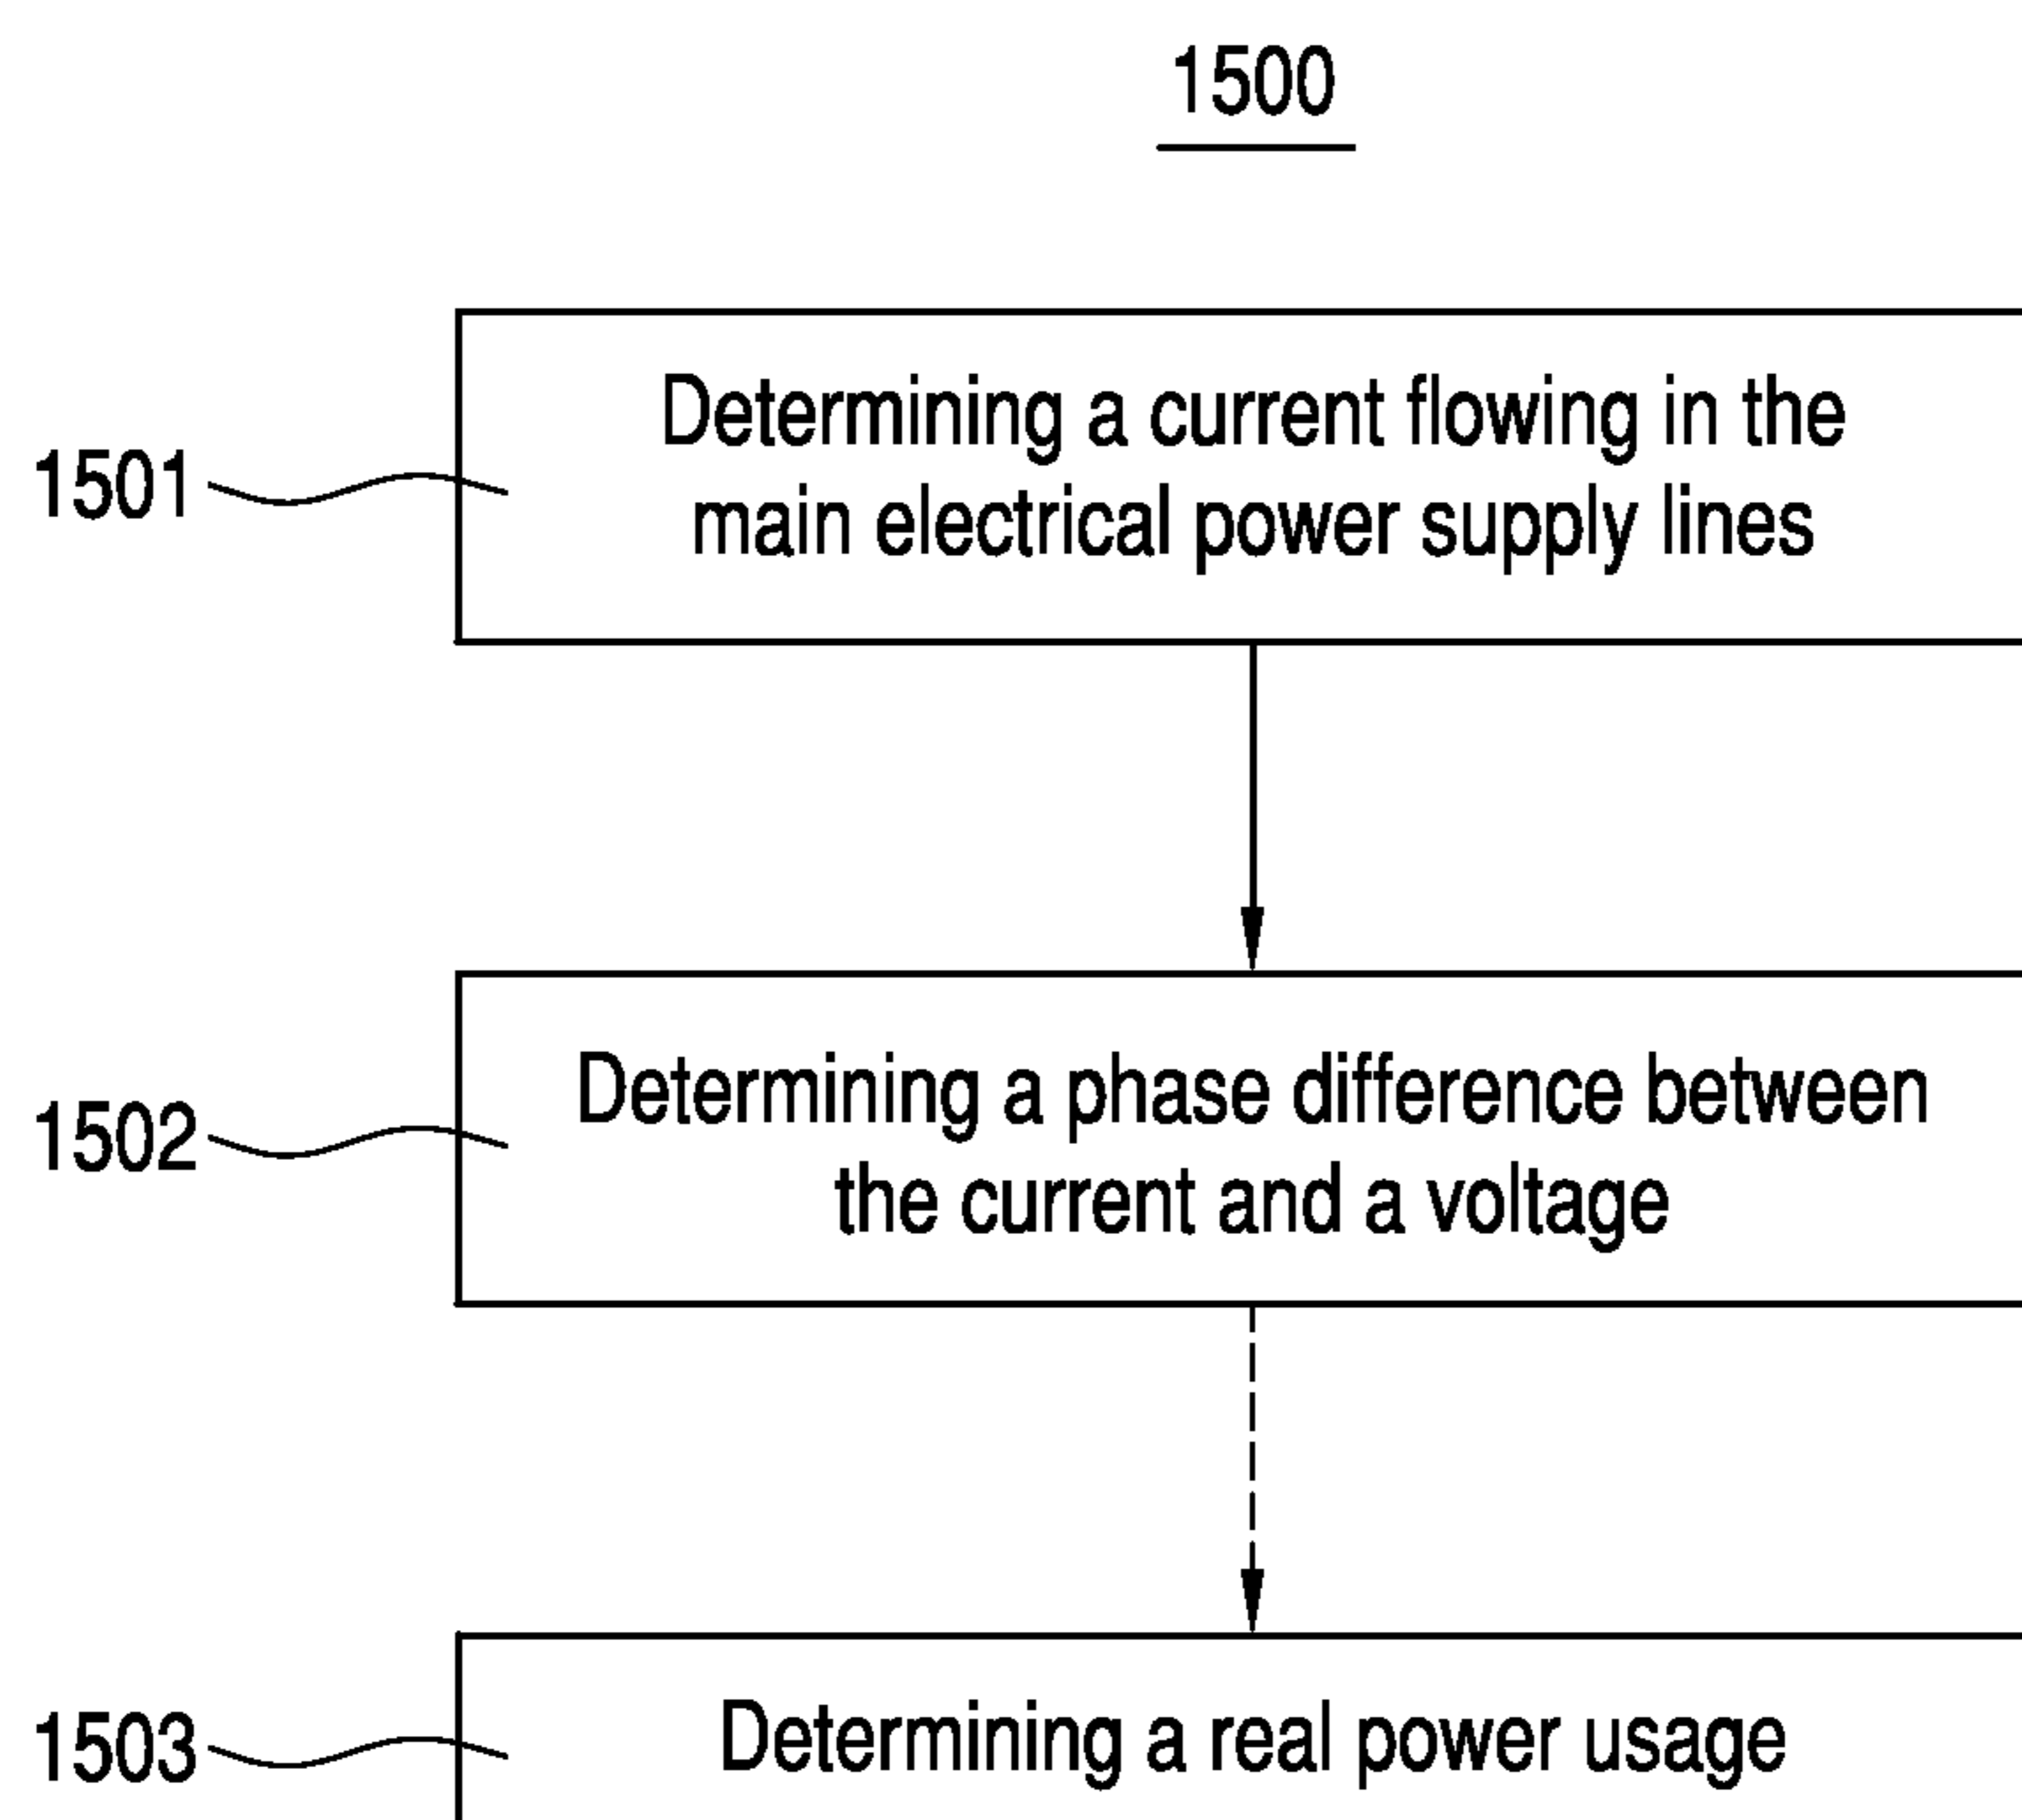 1500
1501
Determining a current flowing in the
main electrical power supply lines
1502
Determining a phase difference between
the current and a voltage
1503
Determining a real power usage